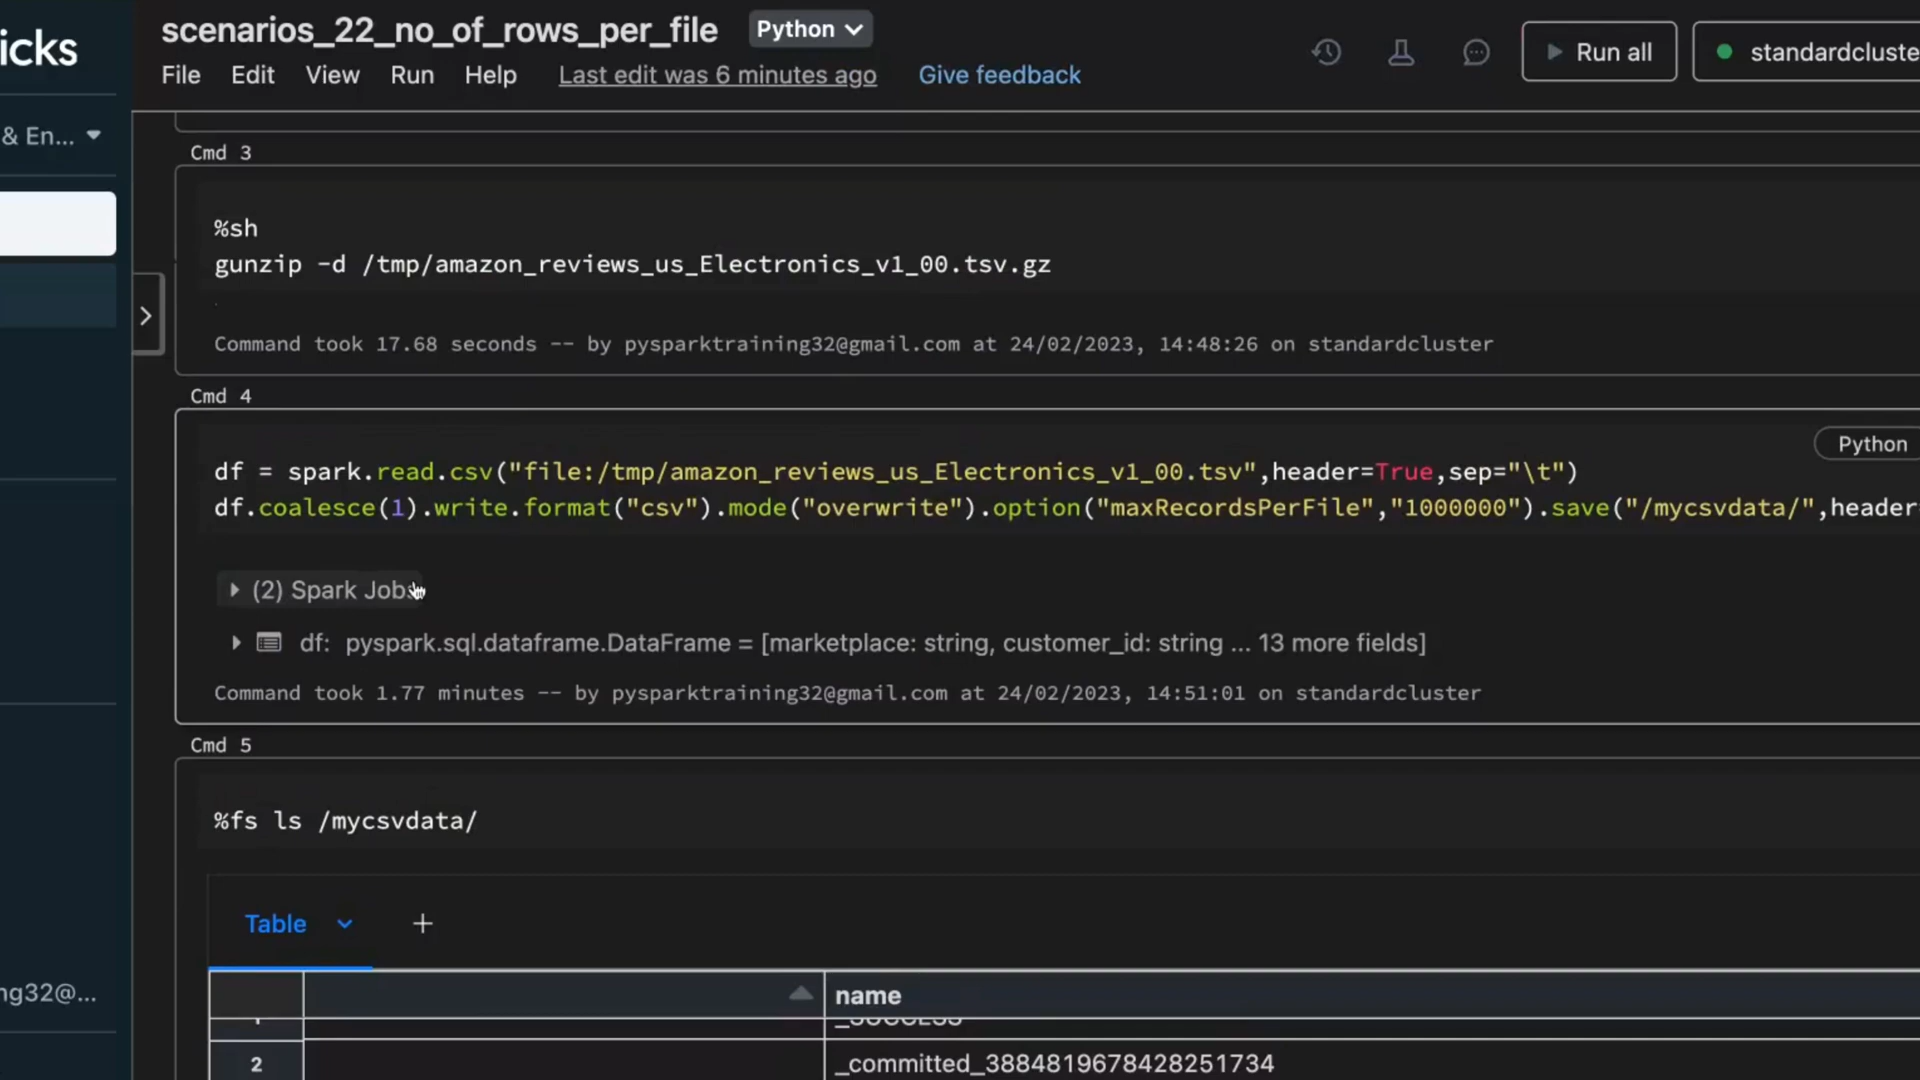 icks
scenarios_22_no_of_rows_per_file Python
File Edit View Run Help Last edit was 6 minutes ago Give feedback
Run all
standardcluste
& En...
Cmd 3
%sh
gunzip -d /tmp/amazon_reviews_us_Electronics_v1_00.tsv.gz
Command took 17.68 seconds -- by pysparktraining32@gmail.com at 24/02/2023, 14:48:26 on standardcluster
Cmd 4
Python
df = spark.read.csv("file:/tmp/amazon_reviews_us_Electronics_v1_00.tsv",header=True,sep="\t")
df.coalesce(1).write.format("csv").mode("overwrite").option("maxRecordsPerFile","1000000").save("/mycsvdata/",header=
(2) Spark Jobs
df: pyspark.sql.dataframe.DataFrame = [marketplace: string, customer_id: string ... 13 more fields]
Command took 1.77 minutes -- by pysparktraining32@gmail.com at 24/02/2023, 14:51:01 on standardcluster
Cmd 5
%fs ls /mycsvdata/
Table +
ng32@...
name
1 _SUCCESS
2 _committed_3884819678428251734